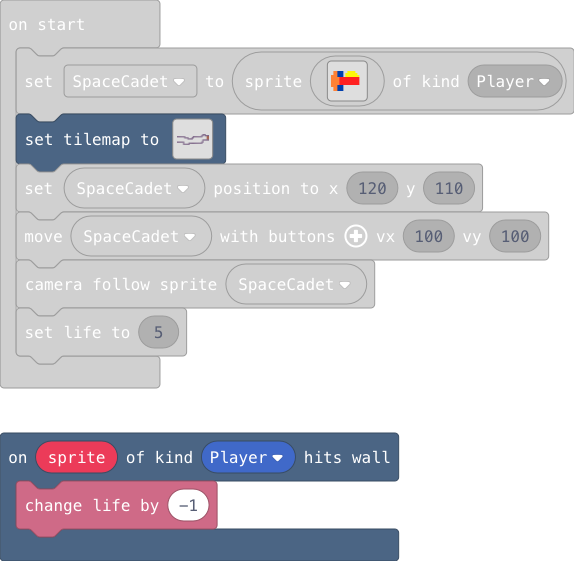 on start
set SpaceCadet to sprite of kind Player
set tilemap to
set SpaceCadet position to x 120 y 110
move SpaceCadet with buttons vx 100 vy 100
camera follow sprite SpaceCadet
set life to 5
on sprite of kind Player hits wall
change life by -1